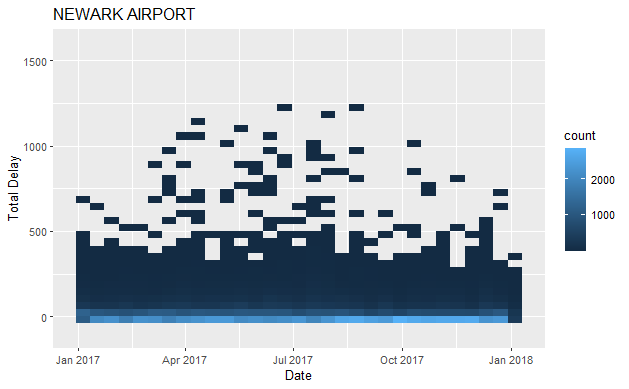 NEWARK AIRPORT
Total Delay
1500
1000
500
0
Jan 2017
Apr 2017
Jul 2017
Oct 2017
Jan 2018
Date
count
2000
1000